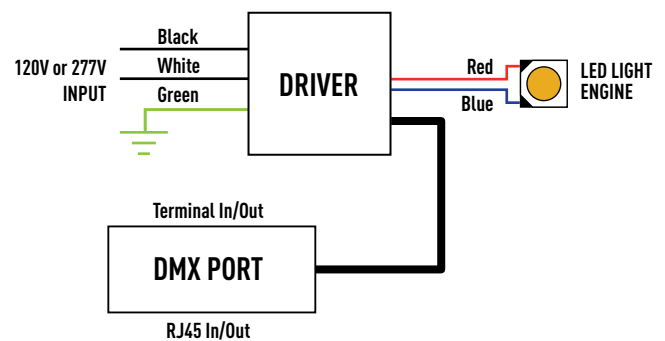 Black
120V or 277V
INPUT
White
Green
DRIVER
Red
Blue
LED LIGHT
ENGINE
Terminal In/Out
DMX PORT
RJ45 In/Out